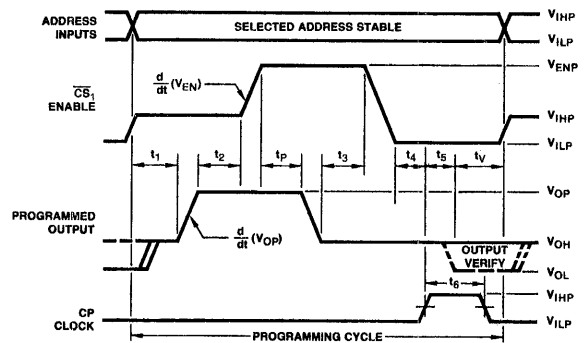 ADDRESS
INPUTS
SELECTED ADDRESS STABLE
VIHP
VILP
CS1
ENABLE
d/dt (VEN)
VENP
VIHP
VILP
t1
t2
tP
t3
t4
t5
tV
PROGRAMMED
OUTPUT
d/dt (VOP)
VOP
VOH
OUTPUT
VERIFY
VOL
t6
CP
CLOCK
VIHP
VILP
PROGRAMMING CYCLE